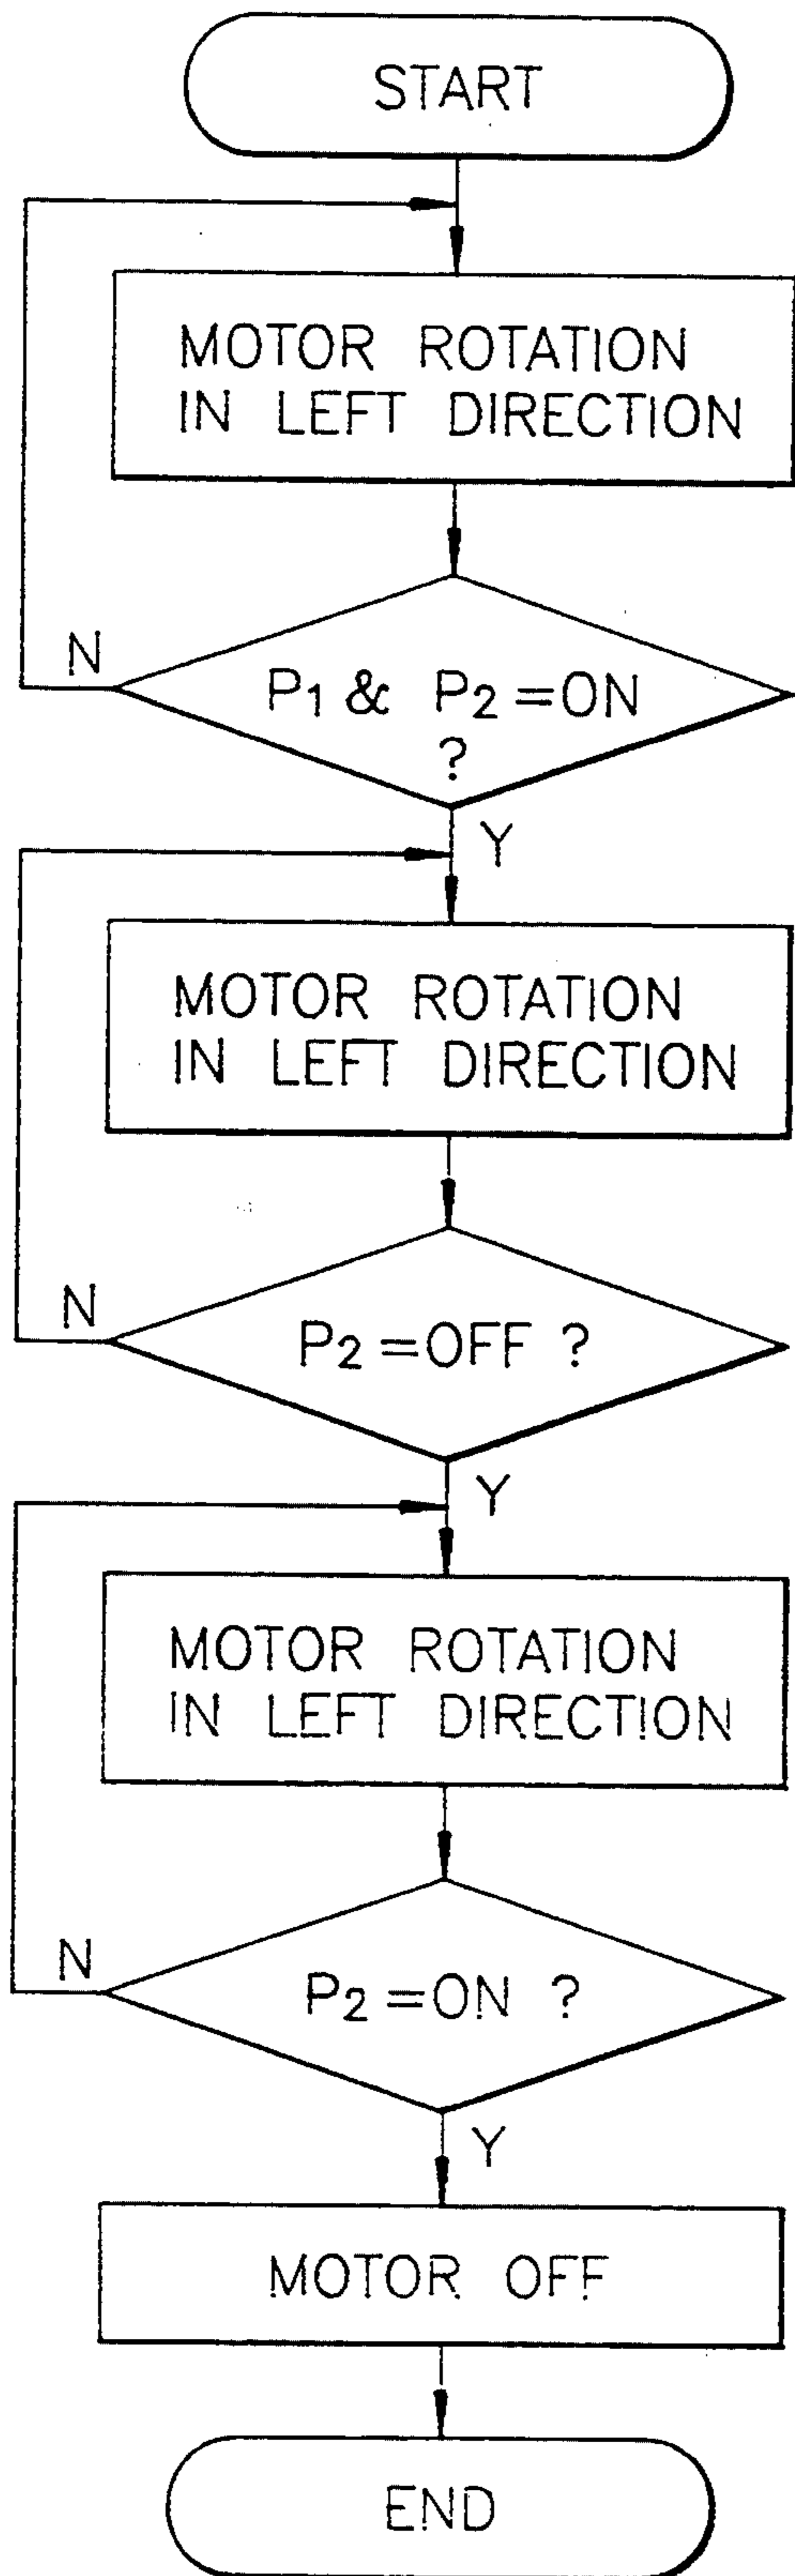 START
MOTOR ROTATION
IN LEFT DIRECTION
N
P1 & P2 =ON
?
Y
MOTOR ROTATION
IN LEFT DIRECTION
N
P2 =OFF ?
Y
MOTOR ROTATION
IN LEFT DIRECTION
N
P2 =ON ?
Y
MOTOR OFF
END